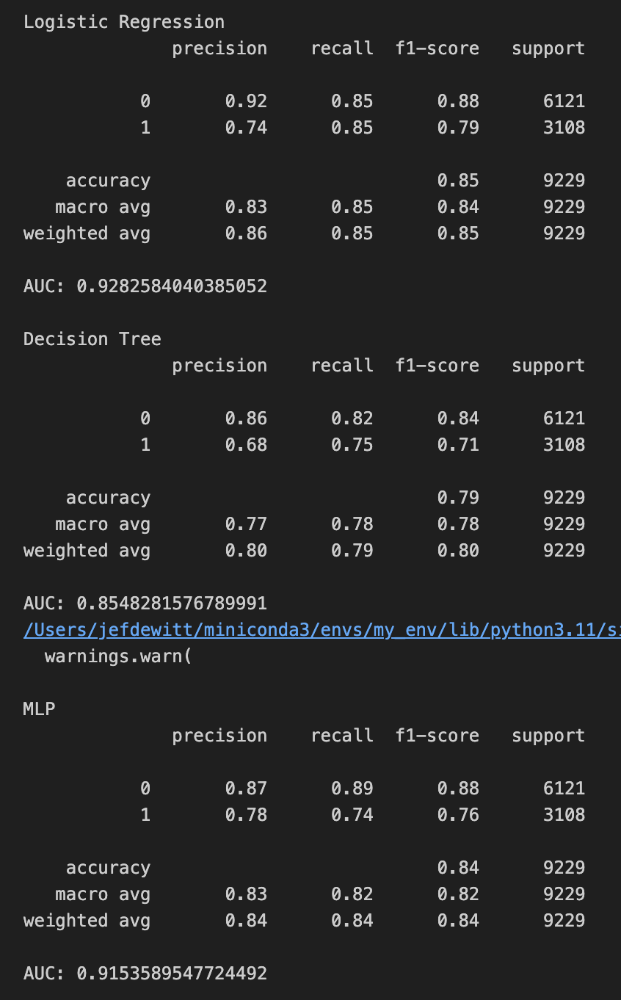 Logistic Regression
precision recall f1-score support
0 0.92 0.85 0.88 6121
1 0.74 0.85 0.79 3108
accuracy 0.85 9229
macro avg 0.83 0.85 0.84 9229
weighted avg 0.86 0.85 0.85 9229
AUC: 0.9282584040385052
Decision Tree
precision recall f1-score support
0 0.86 0.82 0.84 6121
1 0.68 0.75 0.71 3108
accuracy 0.79 9229
macro avg 0.77 0.78 0.78 9229
weighted avg 0.80 0.79 0.80 9229
AUC: 0.8548281576789991
/Users/jefdewitt/miniconda3/envs/my_env/lib/python3.11/si
warnings.warn(
MLP
precision recall f1-score support
0 0.87 0.89 0.88 6121
1 0.78 0.74 0.76 3108
accuracy 0.84 9229
macro avg 0.83 0.82 0.82 9229
weighted avg 0.84 0.84 0.84 9229
AUC: 0.9153589547724492